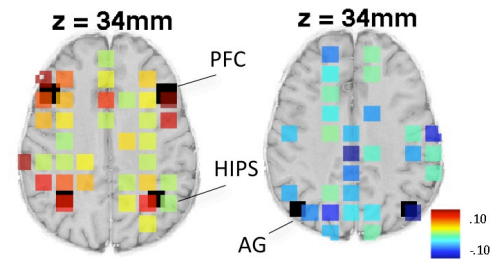 z = 34mm
z = 34mm
PFC
HIPS
AG
.10
-.10